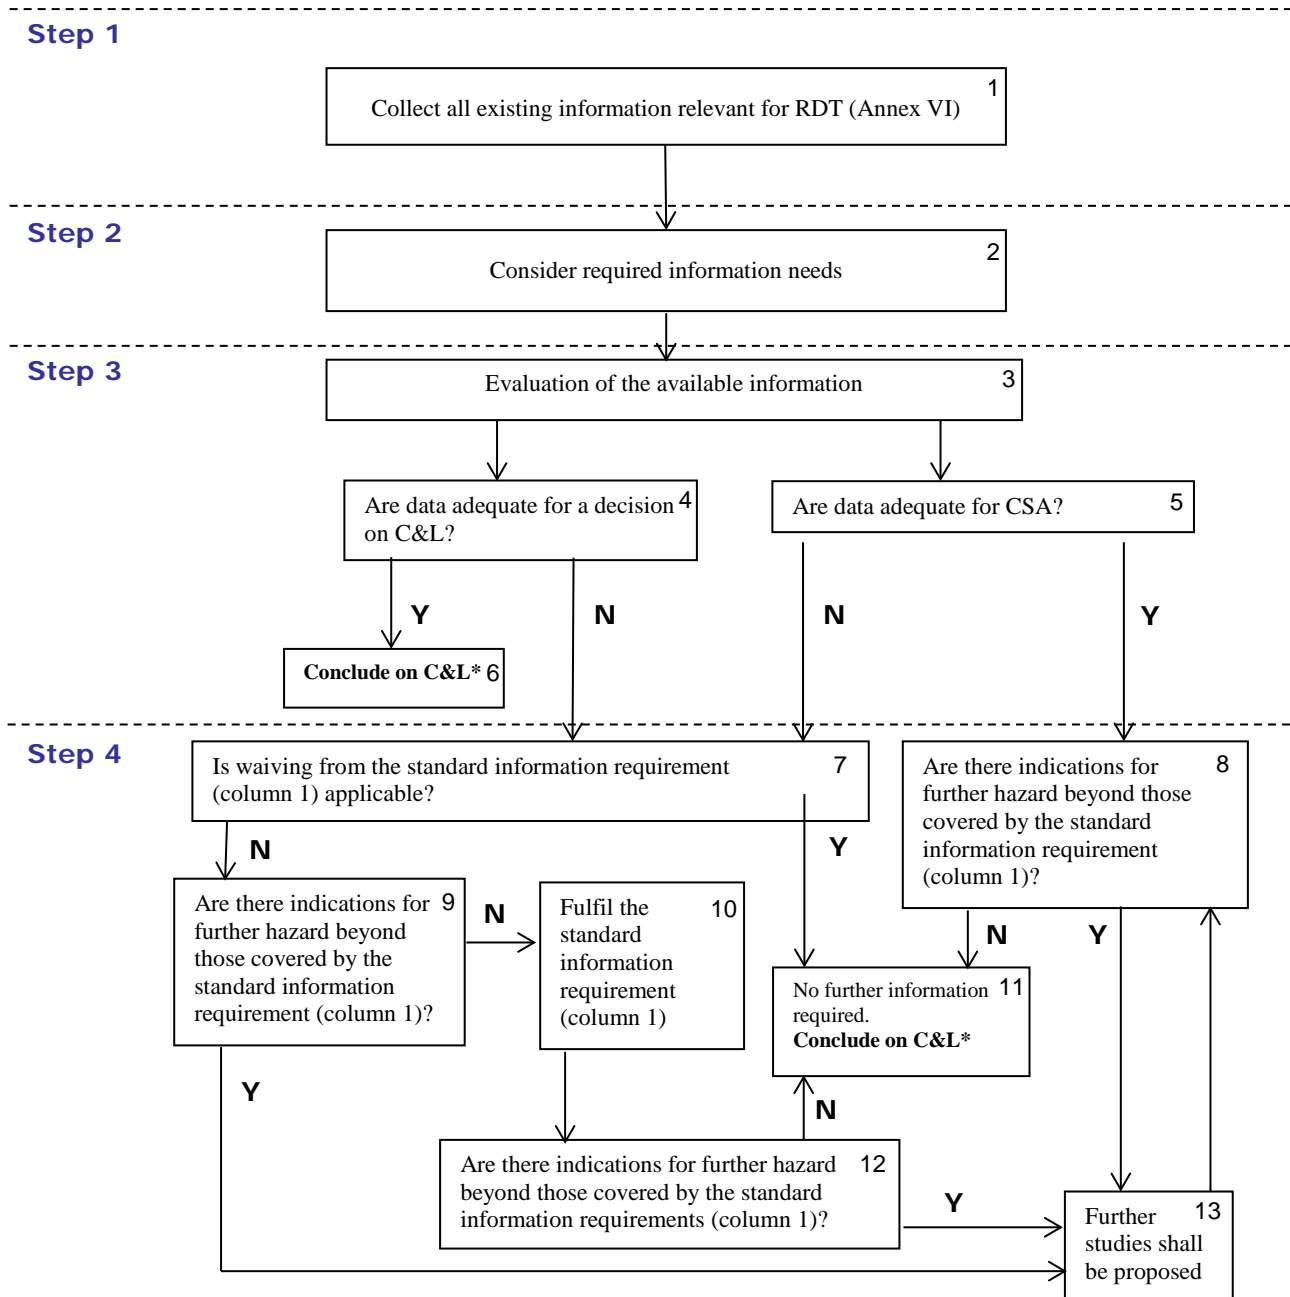 Step 1
1
Collect all existing information relevant for RDT (Annex VI)
Step 2
2
Consider required information needs
Step 3
3
Evaluation of the available information
Are data adequate for a decision 4
on C&L?
Are data adequate for CSA? 5
Y
N
N
Y
Conclude on C&L* 6
Step 4
Is waiving from the standard information requirement 7
(column 1) applicable?
Are there indications for 8
further hazard beyond those
covered by the standard
information requirement
(column 1)?
N
Y
Are there indications for 9
further hazard beyond
those covered by the
standard information
requirement (column 1)?
N
Fulfil the 10
standard
information
requirement
(column 1)
N
Y
No further information 11
required.
Conclude on C&L*
Y
N
Are there indications for further hazard 12
beyond those covered by the standard
information requirements (column 1)?
Y
Further 13
studies shall
be proposed